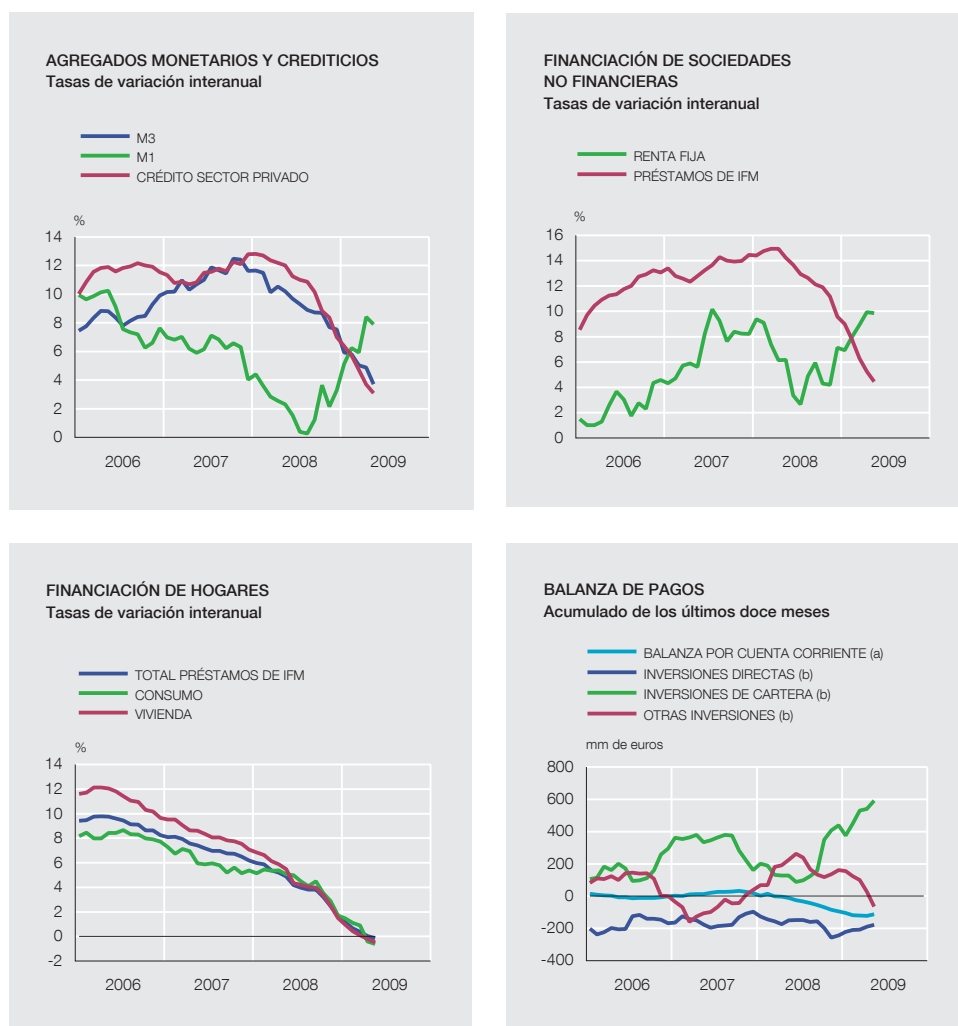 AGREGADOS MONETARIOS Y CREDITICIOS
Tasas de variación interanual
M3
M1
CRÉDITO SECTOR PRIVADO
%
14
12
10
8
6
4
2
0
2006 2007 2008 2009
FINANCIACIÓN DE SOCIEDADES
NO FINANCIERAS
Tasas de variación interanual
RENTA FIJA
PRÉSTAMOS DE IFM
%
16
14
12
10
8
6
4
2
0
2006 2007 2008 2009
FINANCIACIÓN DE HOGARES
Tasas de variación interanual
TOTAL PRÉSTAMOS DE IFM
CONSUMO
VIVIENDA
%
14
12
10
8
6
4
2
0
-2
2006 2007 2008 2009
BALANZA DE PAGOS
Acumulado de los últimos doce meses
BALANZA POR CUENTA CORRIENTE (a)
INVERSIONES DIRECTAS (b)
INVERSIONES DE CARTERA (b)
OTRAS INVERSIONES (b)
mm de euros
800
600
400
200
0
-200
-400
2006 2007 2008 2009